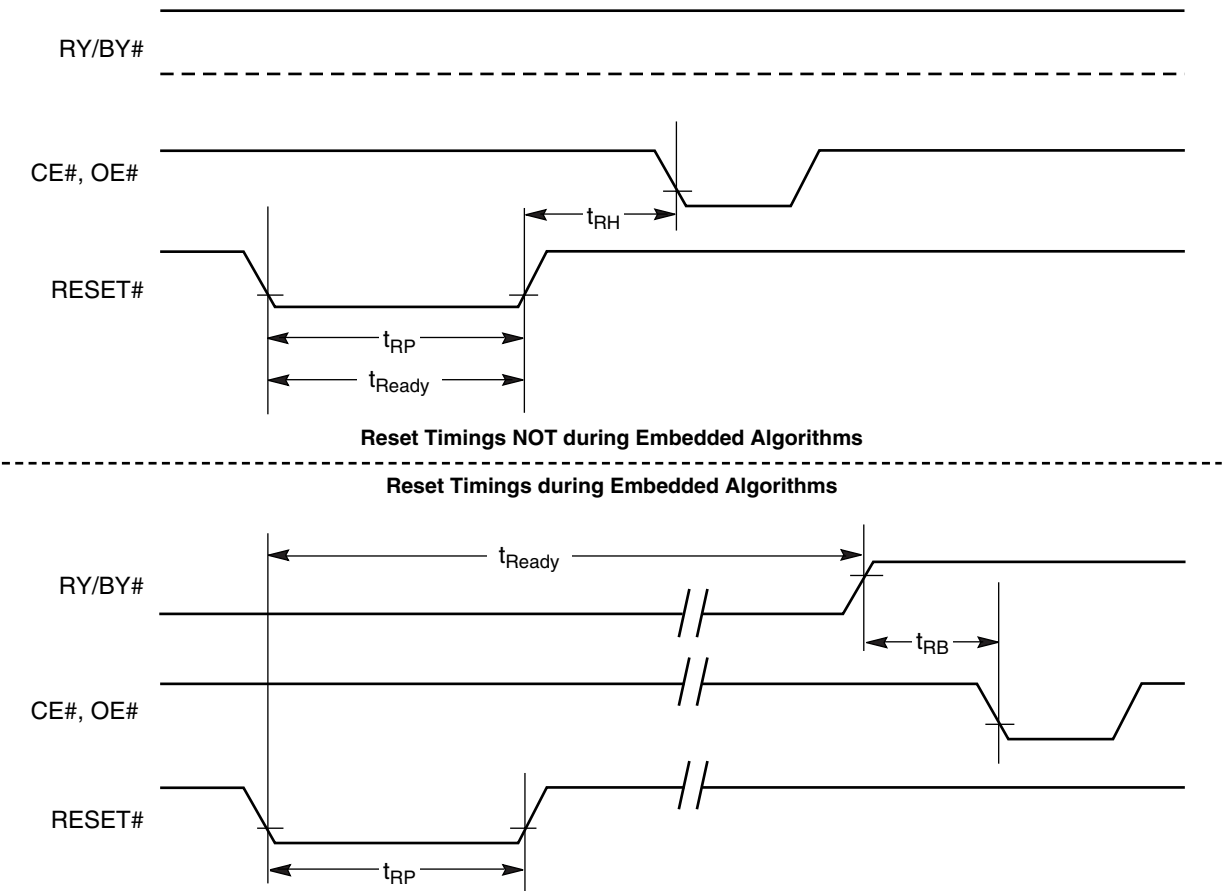 RY/BY#
CE#, OE#
tRH
RESET#
tRP
tReady
Reset Timings NOT during Embedded Algorithms
Reset Timings during Embedded Algorithms
tReady
RY/BY#
tRB
CE#, OE#
RESET#
tRP